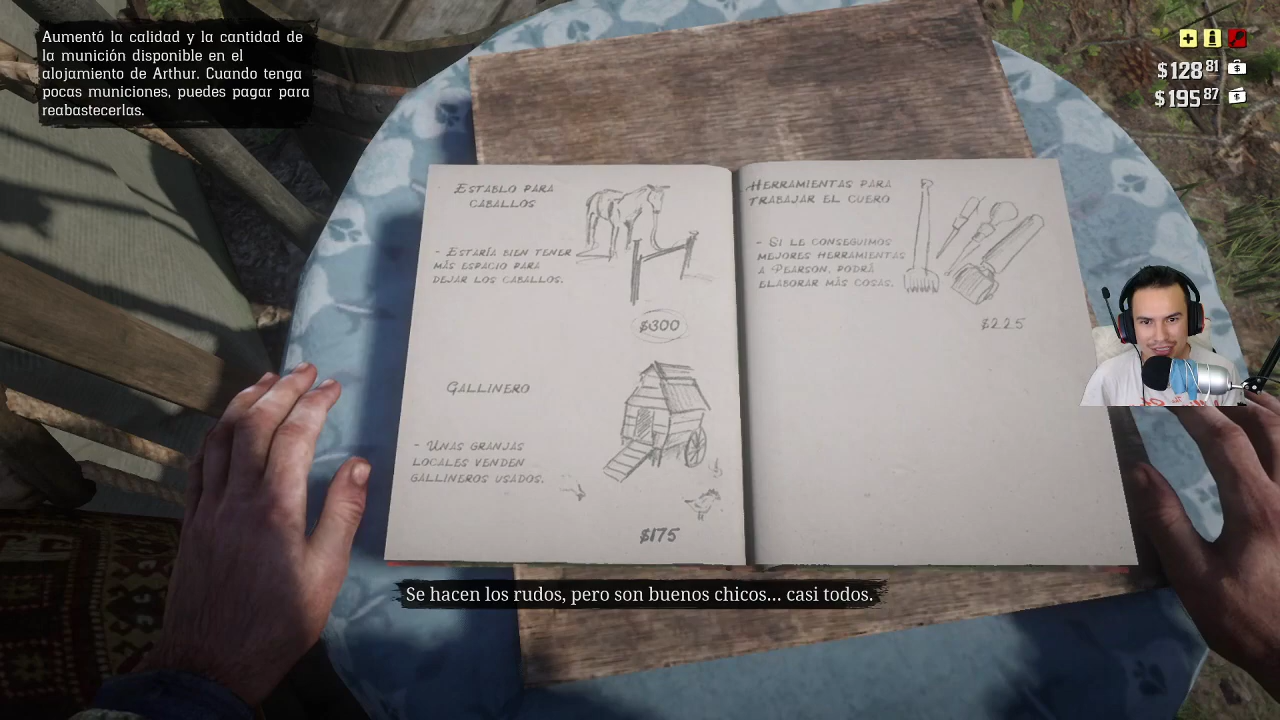 Aumentó la calidad y la cantidad de
la munición disponible en el
alojamiento de Arthur. Cuando tenga
pocas municiones, puedes pagar para
reabastecerlas.
$128 81
$195 87
ESTABLO PARA
CABALLOS
- ESTARÍA BIEN TENER
MÁS ESPACIO PARA
DEJAR LOS CABALLOS.
$300
GALLINERO
- UNAS GRANJAS
LOCALES VENDEN
GALLINEROS USADOS.
$175
HERRAMIENTAS PARA
TRABAJAR EL CUERO
- SI LE CONSEGUIMOS
MEJORES HERRAMIENTAS
A PEARSON, PODRÁ
ELABORAR MÁS COSAS.
$225
Se hacen los rudos, pero son buenos chicos... casi todos.